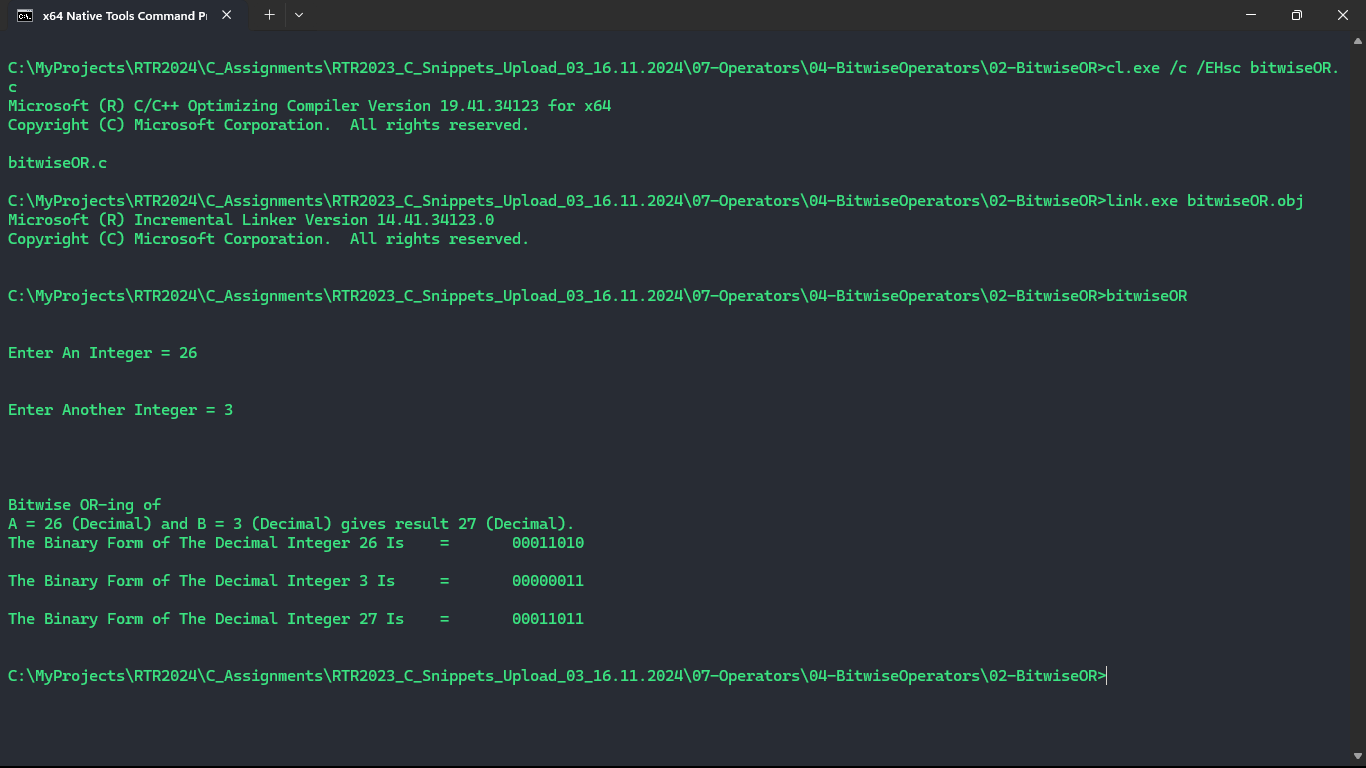 x64 Native Tools Command Pr
C:\MyProjects\RTR2024\C_Assignments\RTR2023_C_Snippets_Upload_03_16.11.2024\07-Operators\04-BitwiseOperators\02-BitwiseOR>cl.exe /c /EHsc bitwiseOR.
c
Microsoft (R) C/C++ Optimizing Compiler Version 19.41.34123 for x64
Copyright (C) Microsoft Corporation.  All rights reserved.
bitwiseOR.c
C:\MyProjects\RTR2024\C_Assignments\RTR2023_C_Snippets_Upload_03_16.11.2024\07-Operators\04-BitwiseOperators\02-BitwiseOR>link.exe bitwiseOR.obj
Microsoft (R) Incremental Linker Version 14.41.34123.0
Copyright (C) Microsoft Corporation.  All rights reserved.
C:\MyProjects\RTR2024\C_Assignments\RTR2023_C_Snippets_Upload_03_16.11.2024\07-Operators\04-BitwiseOperators\02-BitwiseOR>bitwiseOR
Enter An Integer = 26
Enter Another Integer = 3
Bitwise OR-ing of
A = 26 (Decimal) and B = 3 (Decimal) gives result 27 (Decimal).
The Binary Form of The Decimal Integer 26 Is    =       00011010
The Binary Form of The Decimal Integer 3 Is     =       00000011
The Binary Form of The Decimal Integer 27 Is    =       00011011
C:\MyProjects\RTR2024\C_Assignments\RTR2023_C_Snippets_Upload_03_16.11.2024\07-Operators\04-BitwiseOperators\02-BitwiseOR>